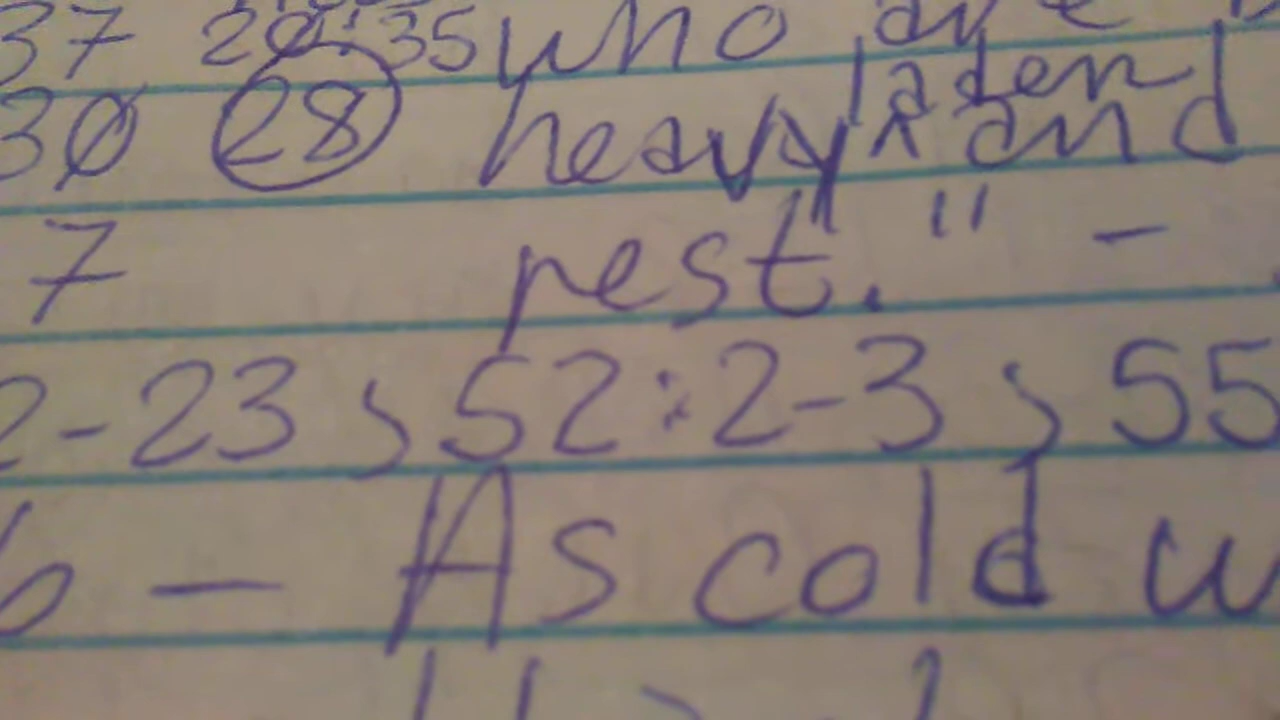 37 20:35 who are
30 28 heavy laden and
7 rest." -
2-23; 52:2-3; 55
6 - As cold w